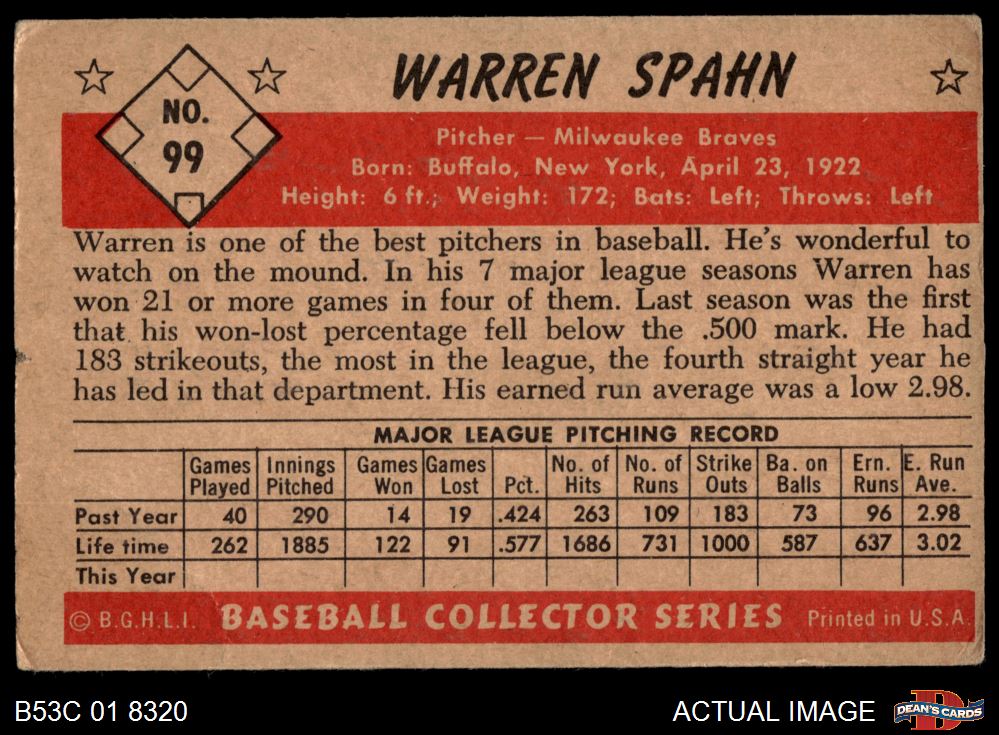 WARREN SPAHN
NO.
99
Pitcher — Milwaukee Braves
Born: Buffalo, New York, April 23, 1922
Height: 6 ft.; Weight: 172; Bats: Left; Throws: Left
Warren is one of the best pitchers in baseball. He's wonderful to
watch on the mound. In his 7 major league seasons Warren has
won 21 or more games in four of them. Last season was the first
that his won-lost percentage fell below the .500 mark. He had
183 strikeouts, the most in the league, the fourth straight year he
has led in that department. His earned run average was a low 2.98.
MAJOR LEAGUE PITCHING RECORD
Games Innings Games Games No. of No. of Strike Ba. on Ern. E. Run
Played Pitched Won Lost Pct. Hits Runs Outs Balls Runs Ave.
Past Year 40 290 14 19 .424 263 109 183 73 96 2.98
Life time 262 1885 122 91 .577 1686 731 1000 587 637 3.02
This Year
© B.G.H.L.I. BASEBALL COLLECTOR SERIES Printed in U.S.A.
B53C 01 8320 ACTUAL IMAGE DEAN'S CARDS